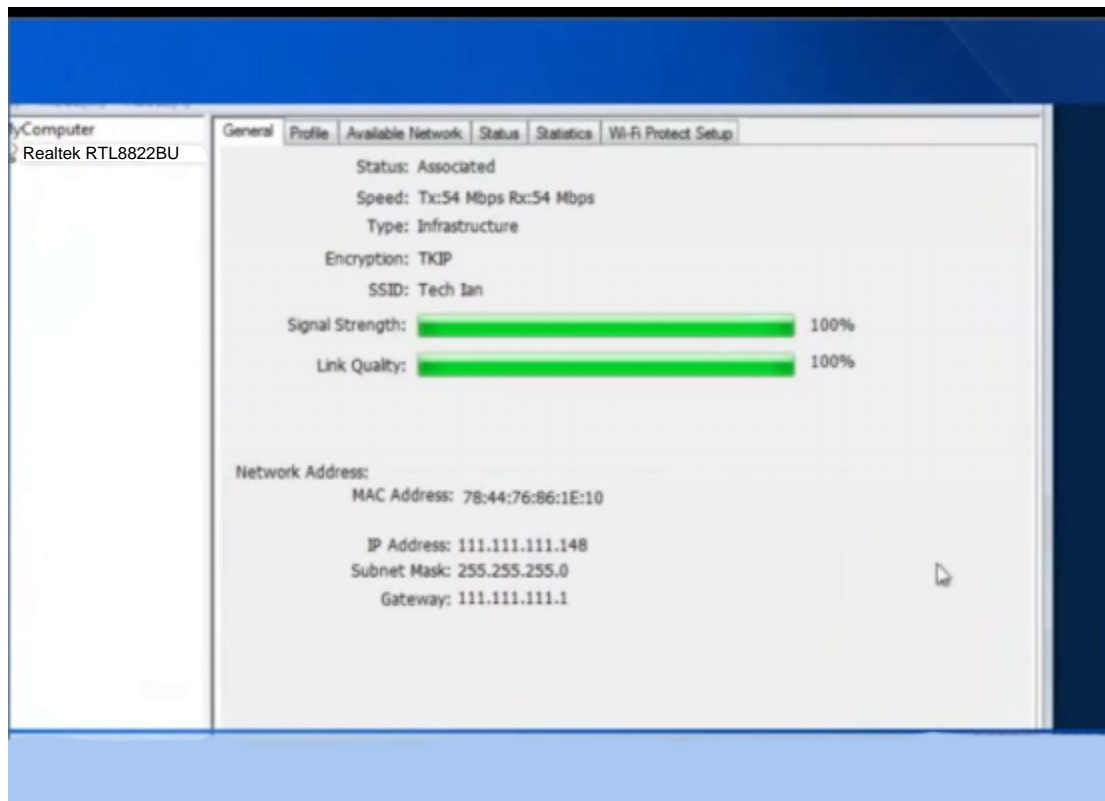 yComputer
Realtek RTL8822BU
General Profile Available Network Status Statistics Wi-Fi Protect Setup
Status: Associated
Speed: Tx:54 Mbps Rx:54 Mbps
Type: Infrastructure
Encryption: TKIP
SSID: Tech Ian
Signal Strength: 100%
Link Quality: 100%
Network Address:
MAC Address: 78:44:76:86:1E:10
IP Address: 111.111.111.148
Subnet Mask: 255.255.255.0
Gateway: 111.111.111.1